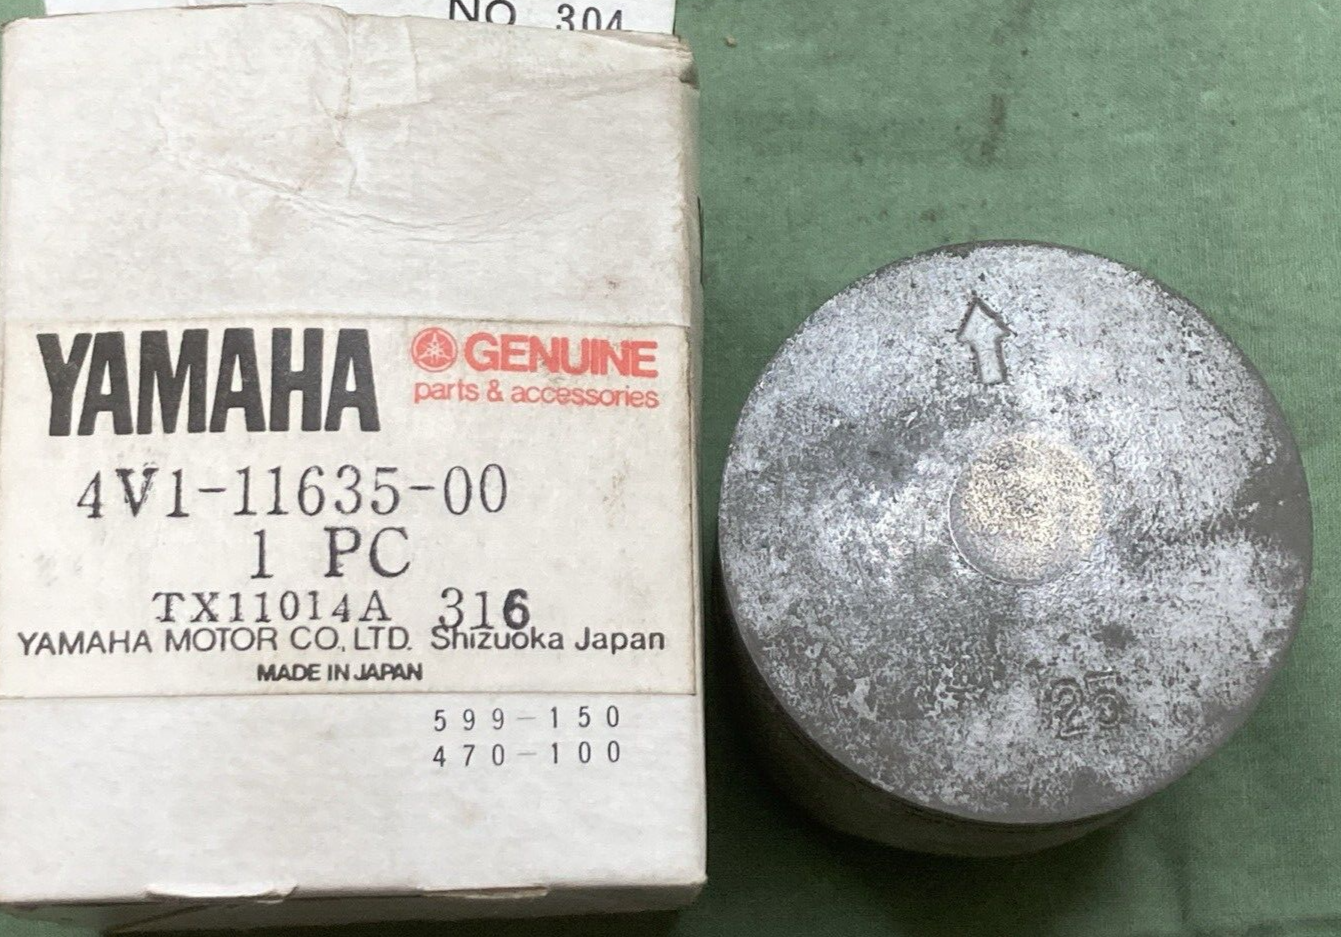 NO 304
YAMAHA
GENUINE
parts & accessories
4V1-11635-00
1 PC
TX11014A 316
YAMAHA MOTOR CO., LTD. Shizuoka Japan
MADE IN JAPAN
599-150
470-100
25